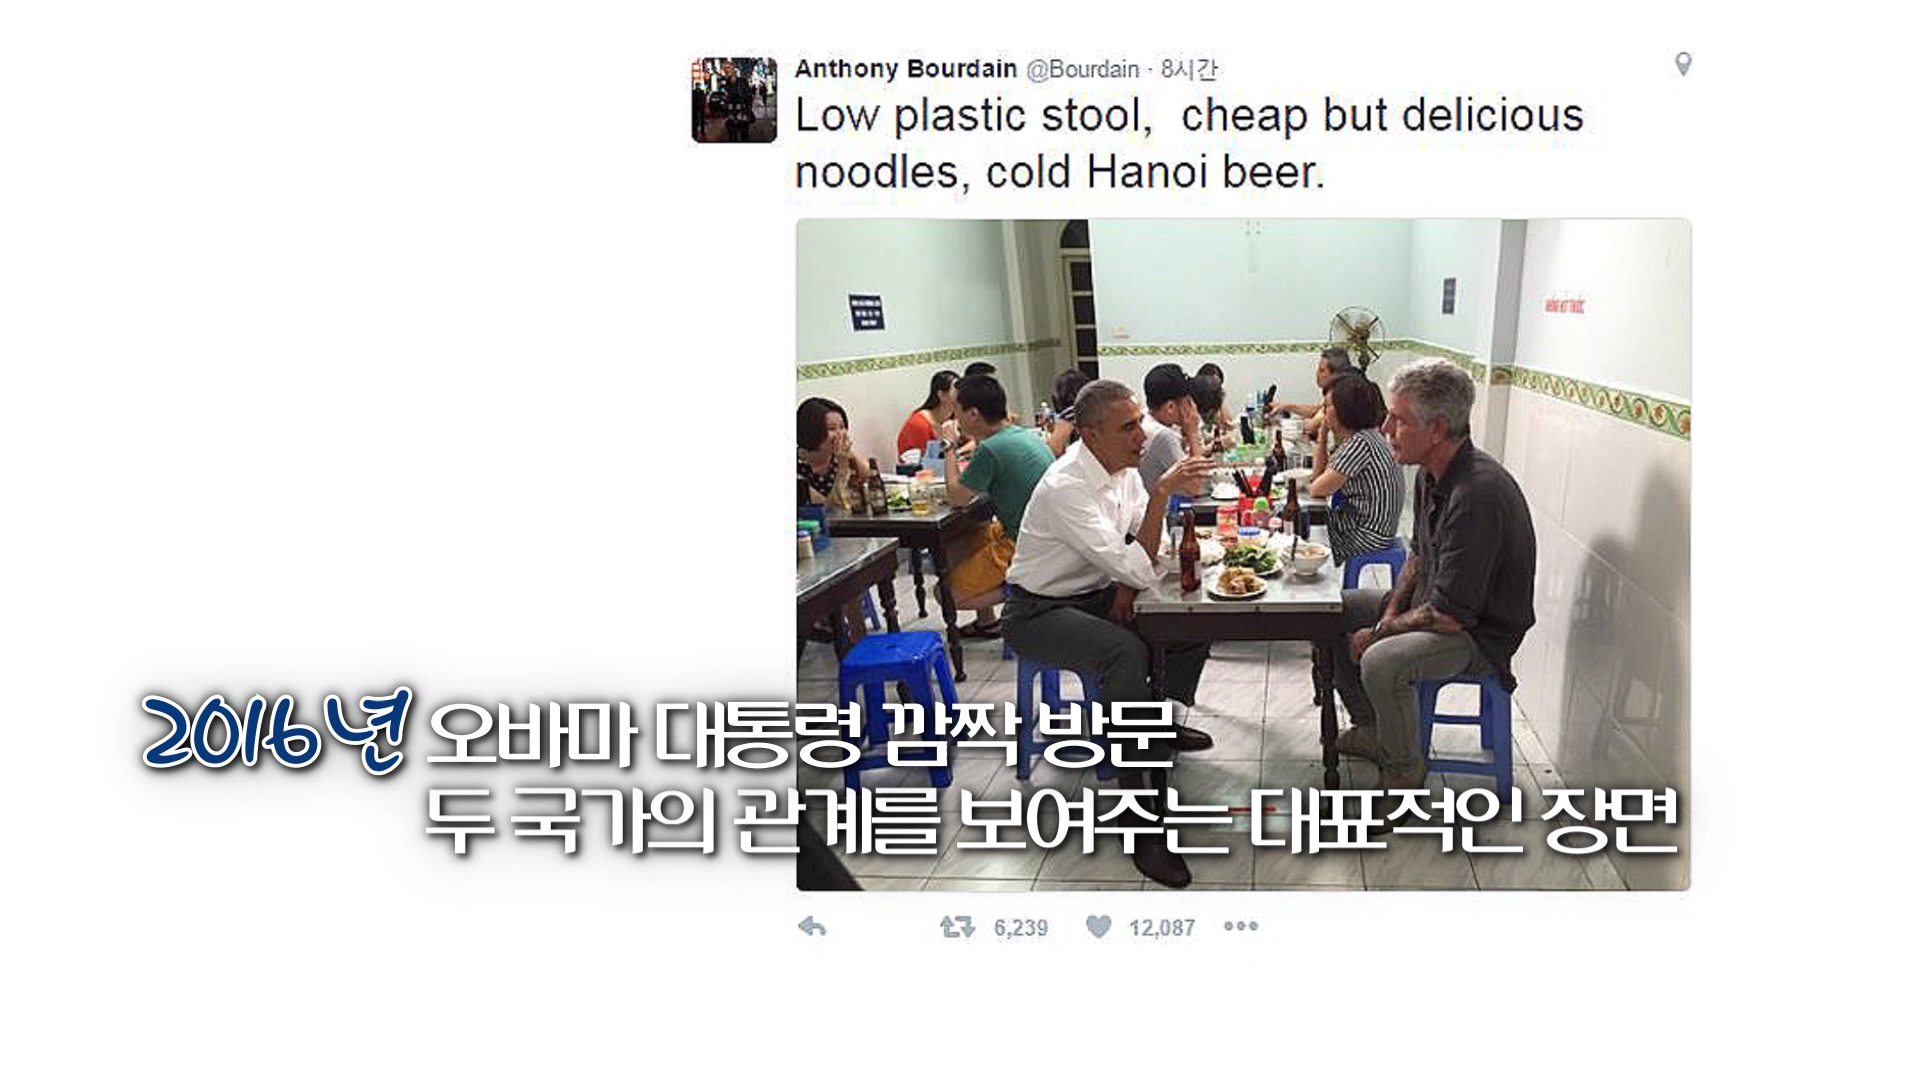 Anthony Bourdain @Bourdain · 8시간
Low plastic stool, cheap but delicious
noodles, cold Hanoi beer.
2016년 오바마 대통령 깜짝 방문
두 국가의 관계를 보여주는 대표적인 장면
6,239 12,087